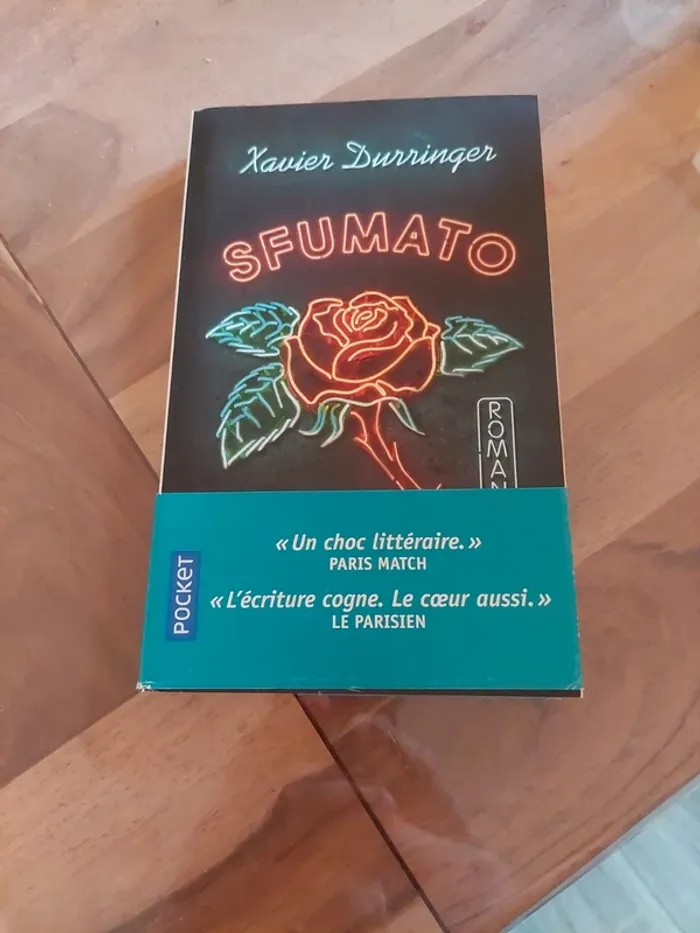 Xavier Durringer
SFUMATO
ROMAN
« Un choc littéraire. »
PARIS MATCH
« L'écriture cogne. Le cœur aussi. »
LE PARISIEN
POCKET